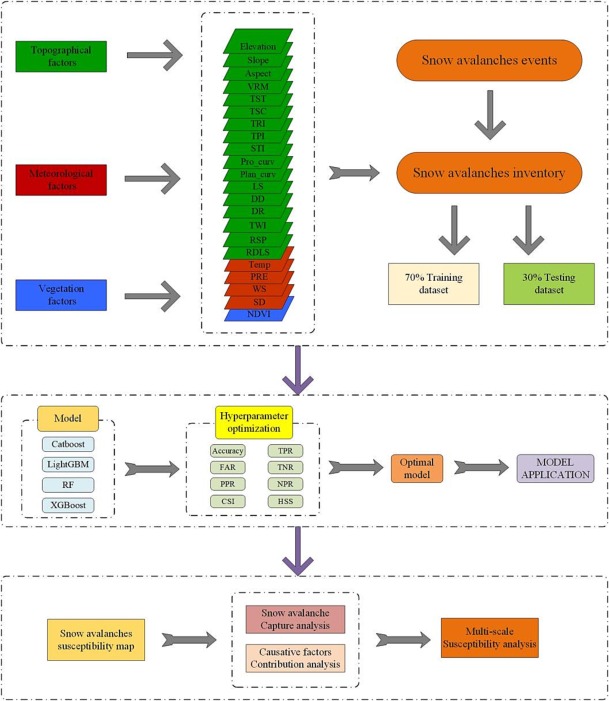 Topographical
factors
Meteorological
factors
Vegetation
factors
Elevation
Slope
Aspect
VRM
TST
TSC
TRI
TPI
STI
Pro_curv
Plan_curv
LS
DD
DR
TWI
RSP
RDLS
Temp
PRE
WS
SD
NDVI
Snow avalanches events
Snow avalanches inventory
70% Training
dataset
30% Testing
dataset
Model
Catboost
LightGBM
RF
XGBoost
Hyperparameter
optimization
Accuracy
TPR
FAR
TNR
PPR
NPR
CSI
HSS
Optimal
model
MODEL
APPLICATION
Snow avalanches
susceptibility map
Snow avalanche
Capture analysis
Causative factors
Contribution analysis
Multi-scale
Susceptibility analysis